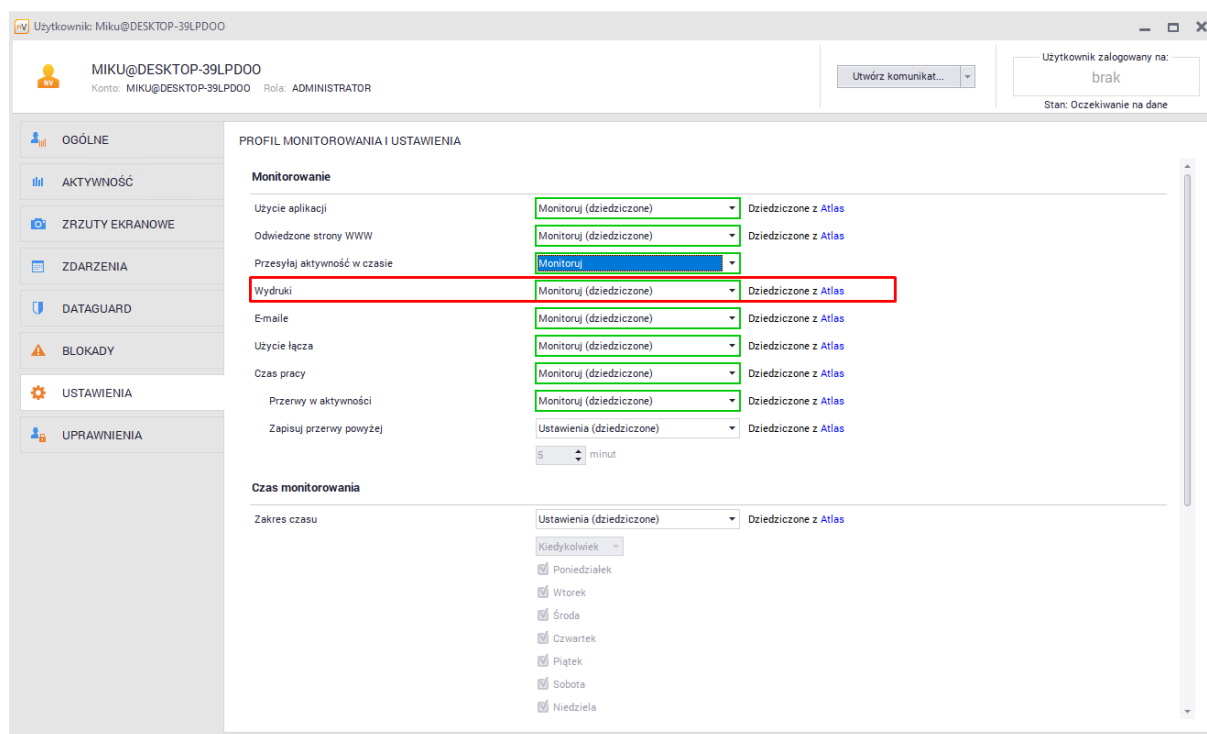 nV Użytkownik: Miku@DESKTOP-39LPDOO
NV
MIKU@DESKTOP-39LPDOO
Konto: MIKU@DESKTOP-39LPDOO Rola: ADMINISTRATOR
Utwórz komunikat...
Użytkownik zalogowany na:
brak
Stan: Oczekiwanie na dane
OGÓLNE
AKTYWNOŚĆ
ZRZUTY EKRANOWE
ZDARZENIA
DATAGUARD
BLOKADY
USTAWIENIA
UPRAWNIENIA
PROFIL MONITOROWANIA I USTAWIENIA
Monitorowanie
Użycie aplikacji Monitoruj (dziedziczone) Dziedziczone z Atlas
Odwiedzone strony WWW Monitoruj (dziedziczone) Dziedziczone z Atlas
Przesyłaj aktywność w czasie Monitoruj
Wydruki Monitoruj (dziedziczone) Dziedziczone z Atlas
E-maile Monitoruj (dziedziczone) Dziedziczone z Atlas
Użycie łącza Monitoruj (dziedziczone) Dziedziczone z Atlas
Czas pracy Monitoruj (dziedziczone) Dziedziczone z Atlas
Przerwy w aktywności Monitoruj (dziedziczone) Dziedziczone z Atlas
Zapisuj przerwy powyżej Ustawienia (dziedziczone) Dziedziczone z Atlas
5 minut
Czas monitorowania
Zakres czasu Ustawienia (dziedziczone) Dziedziczone z Atlas
Kiedykolwiek
Poniedziałek
Wtorek
Środa
Czwartek
Piątek
Sobota
Niedziela